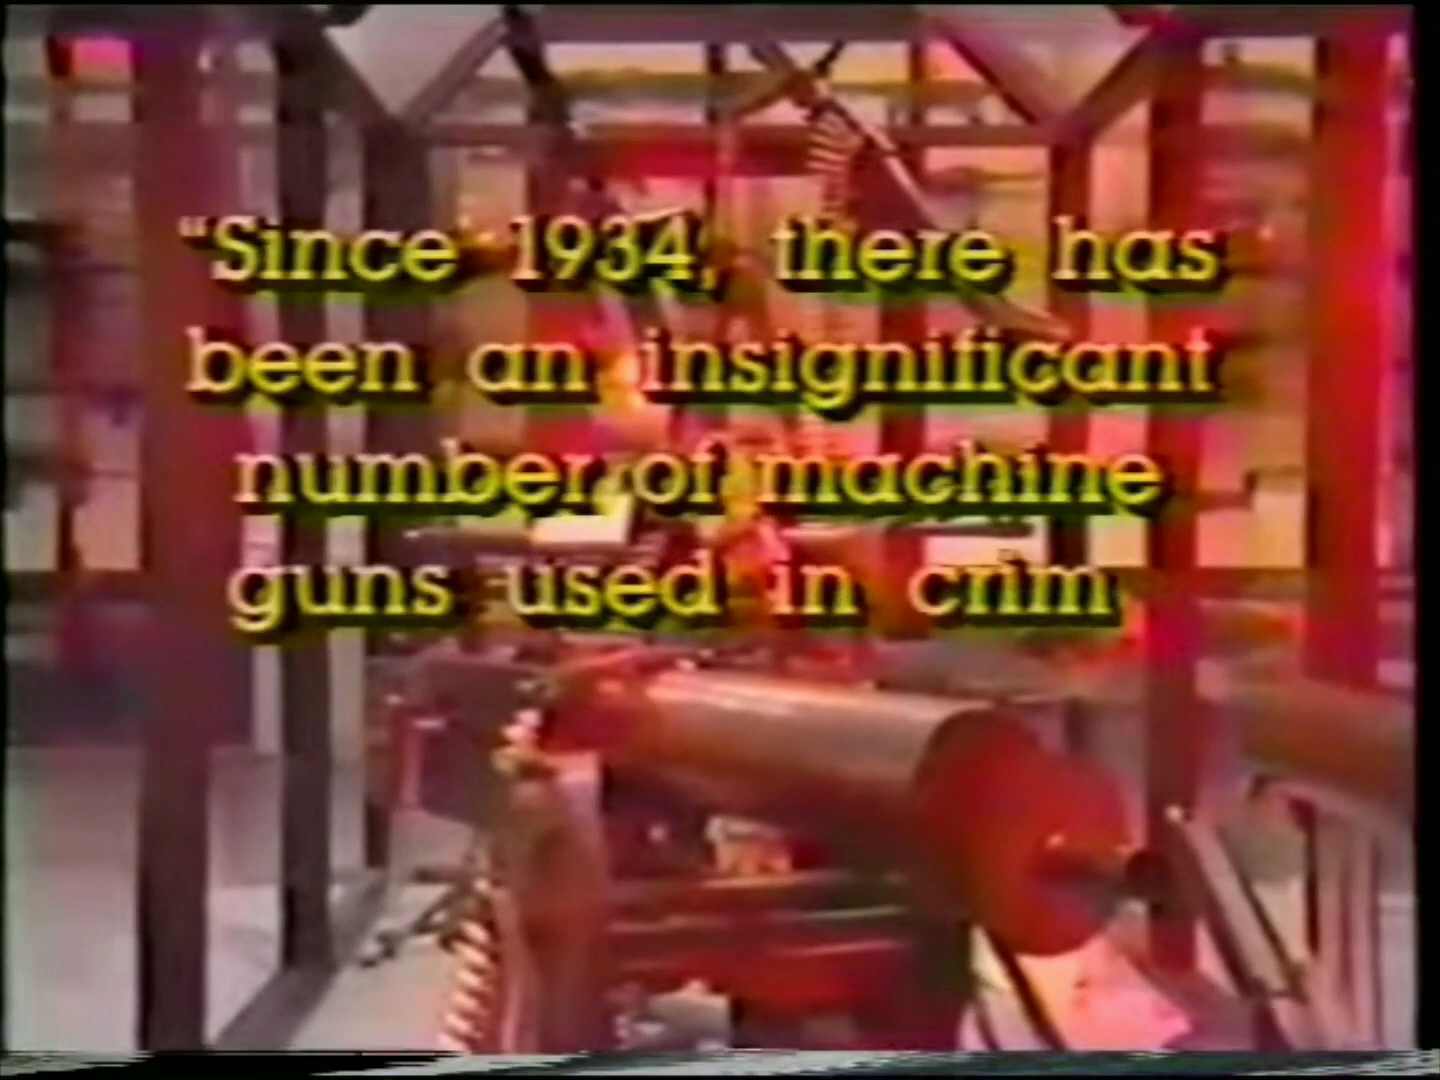 “Since 1934, there has
been an insignificant
number of machine
guns used in crim